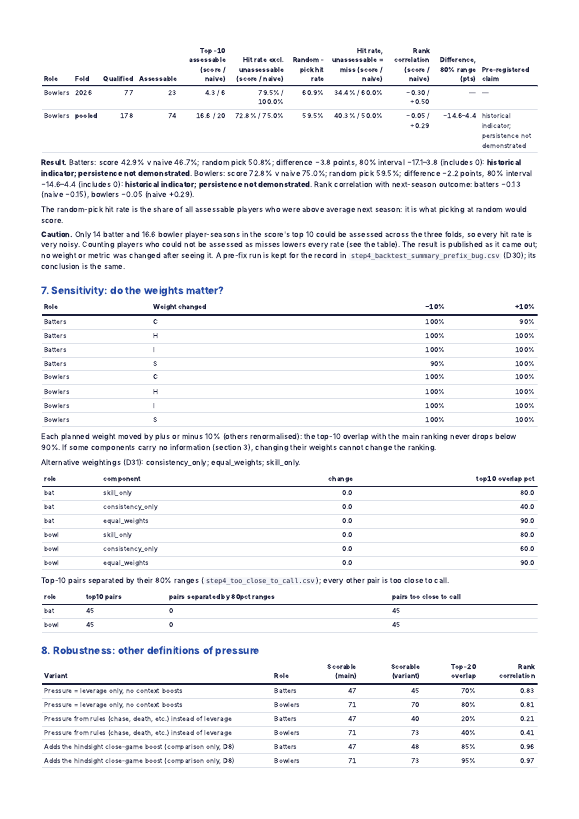 Role Fold Qualified Assessable Top-10 assessable (score / naive) Hit rate excl. unassessable (score / naive) Random-pick hit rate Hit rate, unassessable = miss (score / naive) Rank correlation (score / naive) Difference, 80% range (pts) Pre-registered claim
Bowlers 2026 77 23 4.3 / 6 79.5% / 100.0% 60.9% 34.4% / 60.0% −0.30 / +0.50 — —
Bowlers pooled 178 74 16.6 / 20 72.8% / 75.0% 59.5% 40.3% / 50.0% −0.05 / +0.29 −14.6–4.4 historical indicator; persistence not demonstrated
Result. Batters: score 42.9% v naive 46.7%; random pick 50.8%; difference −3.8 points, 80% interval −17.1–3.8 (includes 0): historical
indicator; persistence not demonstrated. Bowlers: score 72.8% v naive 75.0%; random pick 59.5%; difference −2.2 points, 80% interval
−14.6–4.4 (includes 0): historical indicator; persistence not demonstrated. Rank correlation with next-season outcome: batters −0.13
(naive −0.15), bowlers −0.05 (naive +0.29).
The random-pick hit rate is the share of all assessable players who were above average next season: it is what picking at random would
score.
Caution. Only 14 batter and 16.6 bowler player-seasons in the score's top 10 could be assessed across the three folds, so every hit rate is
very noisy. Counting players who could not be assessed as misses lowers every rate (see the table). The result is published as it came out;
no weight or metric was changed after seeing it. A pre-fix run is kept for the record in step4_backtest_summary_prefix_bug.csv (D30); its
conclusion is the same.
7. Sensitivity: do the weights matter?
Role Weight changed −10% +10%
Batters C 100% 90%
Batters H 100% 100%
Batters I 100% 100%
Batters S 90% 100%
Bowlers C 100% 100%
Bowlers H 100% 100%
Bowlers I 100% 100%
Bowlers S 100% 100%
Each planned weight moved by plus or minus 10% (others renormalised): the top-10 overlap with the main ranking never drops below
90%. If some components carry no information (section 3), changing their weights cannot change the ranking.
Alternative weightings (D31): consistency_only; equal_weights; skill_only.
role component change top10 overlap pct
bat skill_only 0.0 80.0
bat consistency_only 0.0 40.0
bat equal_weights 0.0 90.0
bowl skill_only 0.0 80.0
bowl consistency_only 0.0 60.0
bowl equal_weights 0.0 90.0
Top-10 pairs separated by their 80% ranges (step4_too_close_to_call.csv); every other pair is too close to call.
role top10 pairs pairs separated by 80pct ranges pairs too close to call
bat 45 0 45
bowl 45 0 45
8. Robustness: other definitions of pressure
Variant Role Scorable (main) Scorable (variant) Top-20 overlap Rank correlation
Pressure = leverage only, no context boosts Batters 47 45 70% 0.83
Pressure = leverage only, no context boosts Bowlers 71 70 80% 0.81
Pressure from rules (chase, death, etc.) instead of leverage Batters 47 40 20% 0.21
Pressure from rules (chase, death, etc.) instead of leverage Bowlers 71 73 40% 0.41
Adds the hindsight close-game boost (comparison only, D8) Batters 47 48 85% 0.96
Adds the hindsight close-game boost (comparison only, D8) Bowlers 71 73 95% 0.97